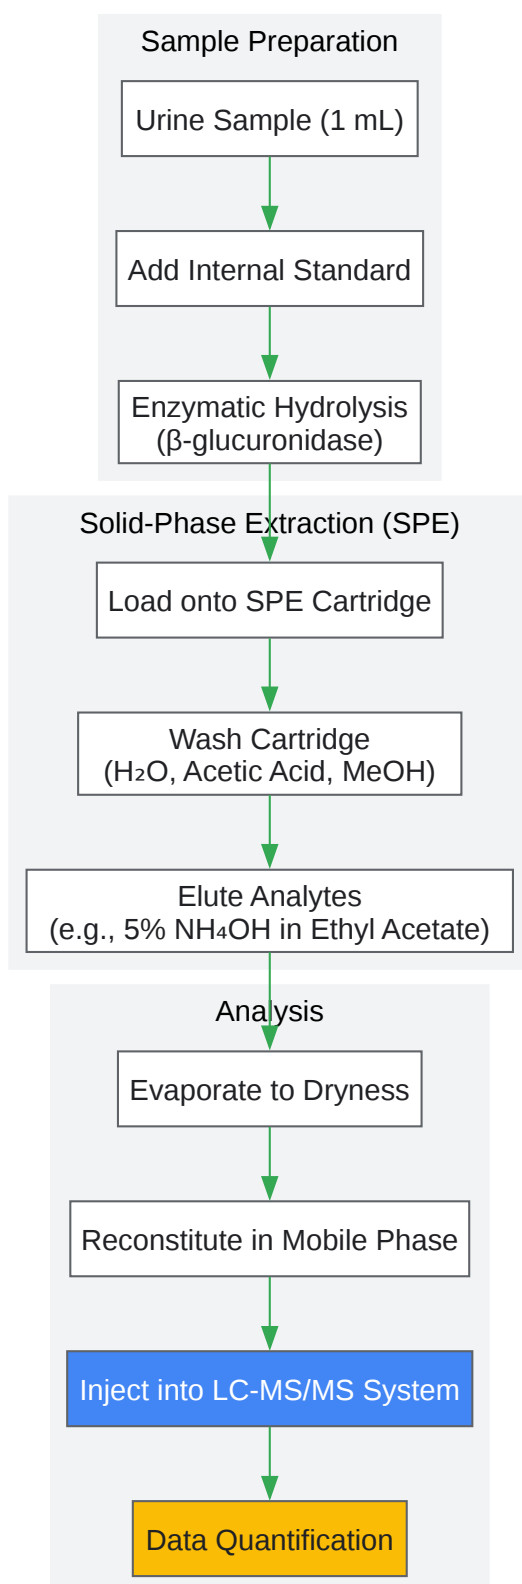 Sample Preparation
Urine Sample (1 mL)
Add Internal Standard
Enzymatic Hydrolysis
(β-glucuronidase)
Solid-Phase Extraction (SPE)
Load onto SPE Cartridge
Wash Cartridge
(H₂O, Acetic Acid, MeOH)
Elute Analytes
(e.g., 5% NH₄OH in Ethyl Acetate)
Analysis
Evaporate to Dryness
Reconstitute in Mobile Phase
Inject into LC-MS/MS System
Data Quantification